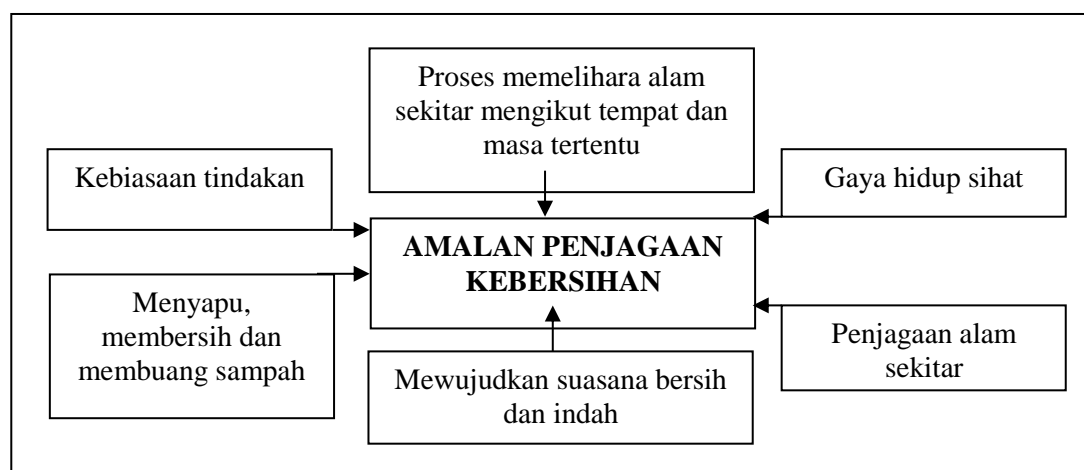 Proses memelihara alam
sekitar mengikut tempat dan
masa tertentu
Kebiasaan tindakan
Gaya hidup sihat
AMALAN PENJAGAAN
KEBERSIHAN
Menyapu,
membersih dan
membuang sampah
Penjagaan alam
sekitar
Mewujudkan suasana bersih
dan indah